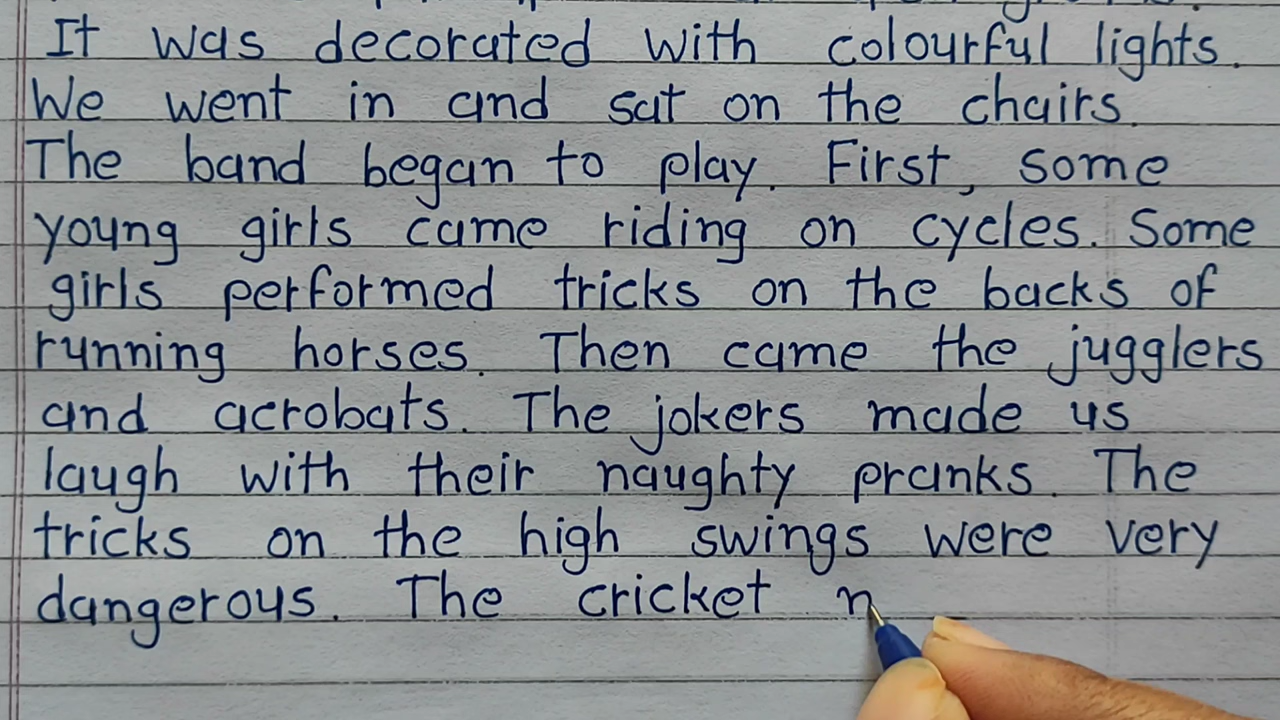 It was decorated with colourful lights.
We went in and sat on the chairs.
The band began to play. First, some
young girls came riding on cycles. Some
girls performed tricks on the backs of
running horses. Then came the jugglers
and acrobats. The jokers made us
laugh with their naughty pranks. The
tricks on the high swings were very
dangerous. The cricket